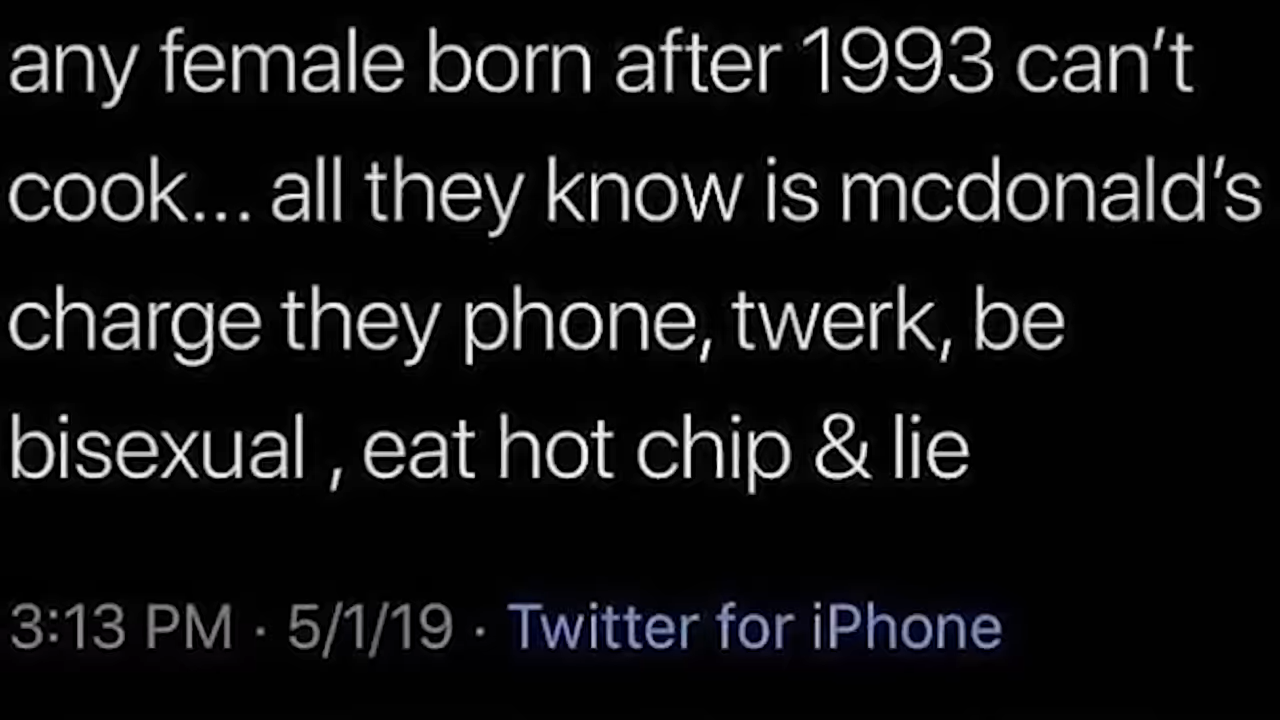 any female born after 1993 can’t
cook... all they know is mcdonald’s
charge they phone, twerk, be
bisexual , eat hot chip & lie
3:13 PM · 5/1/19 · Twitter for iPhone